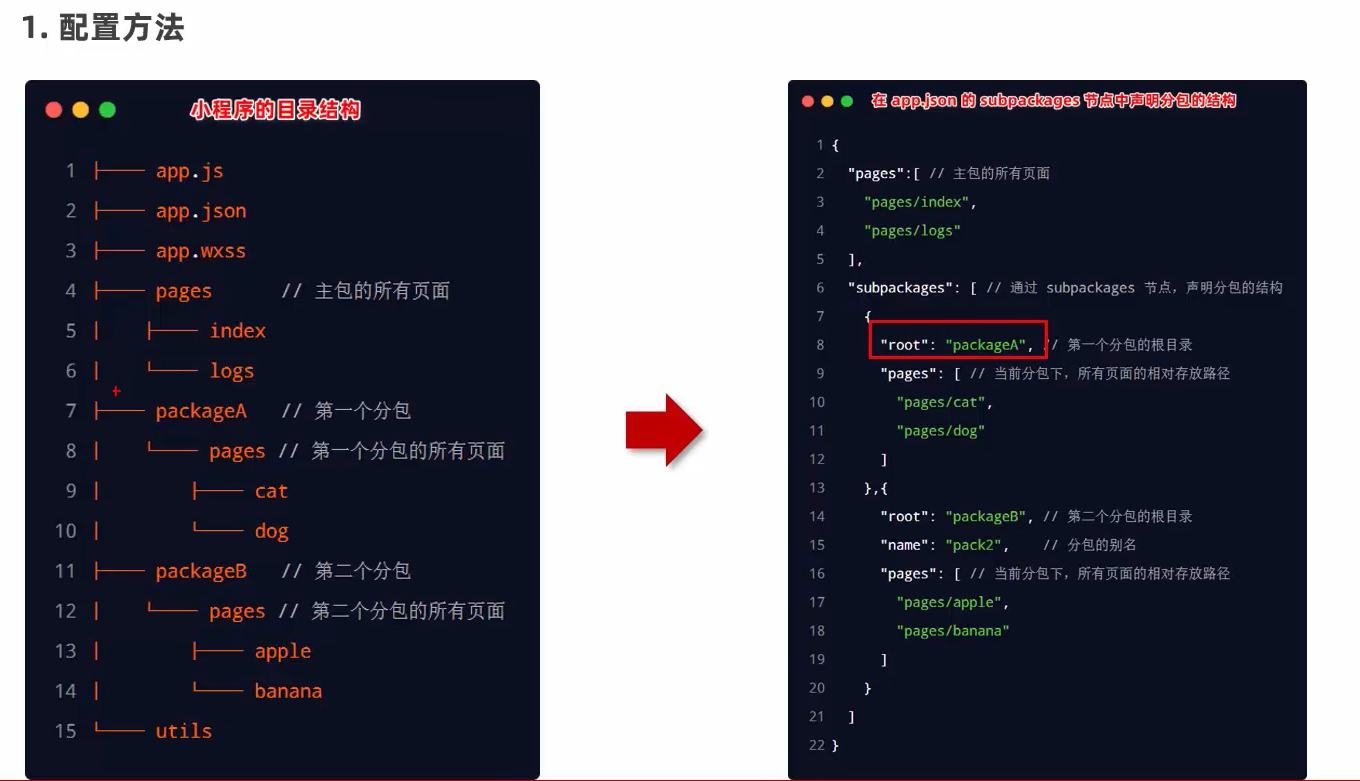 1. 配置方法
小程序的目录结构
1 ├── app.js
2 ├── app.json
3 ├── app.wxss
4 ├── pages // 主包的所有页面
5 │ ├── index
6 │ └── logs
7 ├── packageA // 第一个分包
8 │ └── pages // 第一个分包的所有页面
9 │ ├── cat
10 │ └── dog
11 ├── packageB // 第二个分包
12 │ └── pages // 第二个分包的所有页面
13 │ ├── apple
14 │ └── banana
15 └── utils
在 app.json 的 subpackages 节点中声明分包的结构
1 {
2 "pages":[ // 主包的所有页面
3 "pages/index",
4 "pages/logs"
5 ],
6 "subpackages": [ // 通过 subpackages 节点，声明分包的结构
7 {
8 "root": "packageA", // 第一个分包的根目录
9 "pages": [ // 当前分包下，所有页面的相对存放路径
10 "pages/cat",
11 "pages/dog"
12 ]
13 },{
14 "root": "packageB", // 第二个分包的根目录
15 "name": "pack2", // 分包的别名
16 "pages": [ // 当前分包下，所有页面的相对存放路径
17 "pages/apple",
18 "pages/banana"
19 ]
20 }
21 ]
22 }